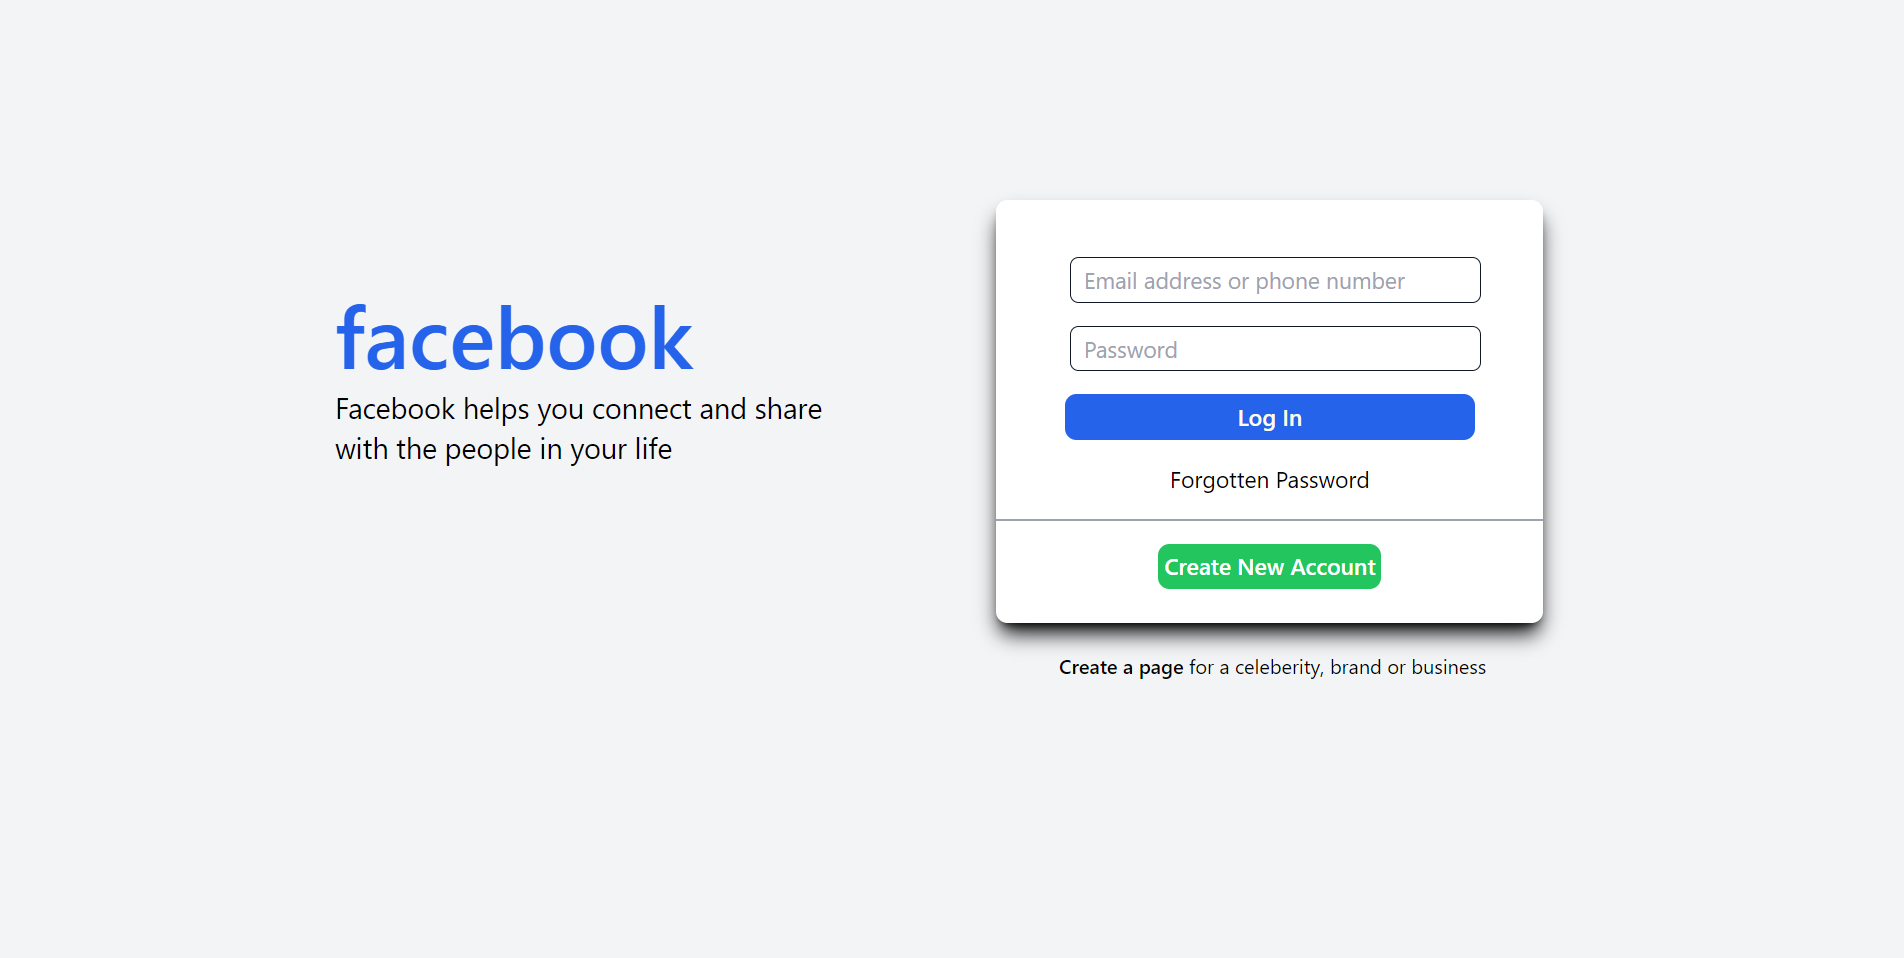 facebook
Facebook helps you connect and share
with the people in your life
Email address or phone number
Password
Log In
Forgotten Password
Create New Account
Create a page for a celeberity, brand or business